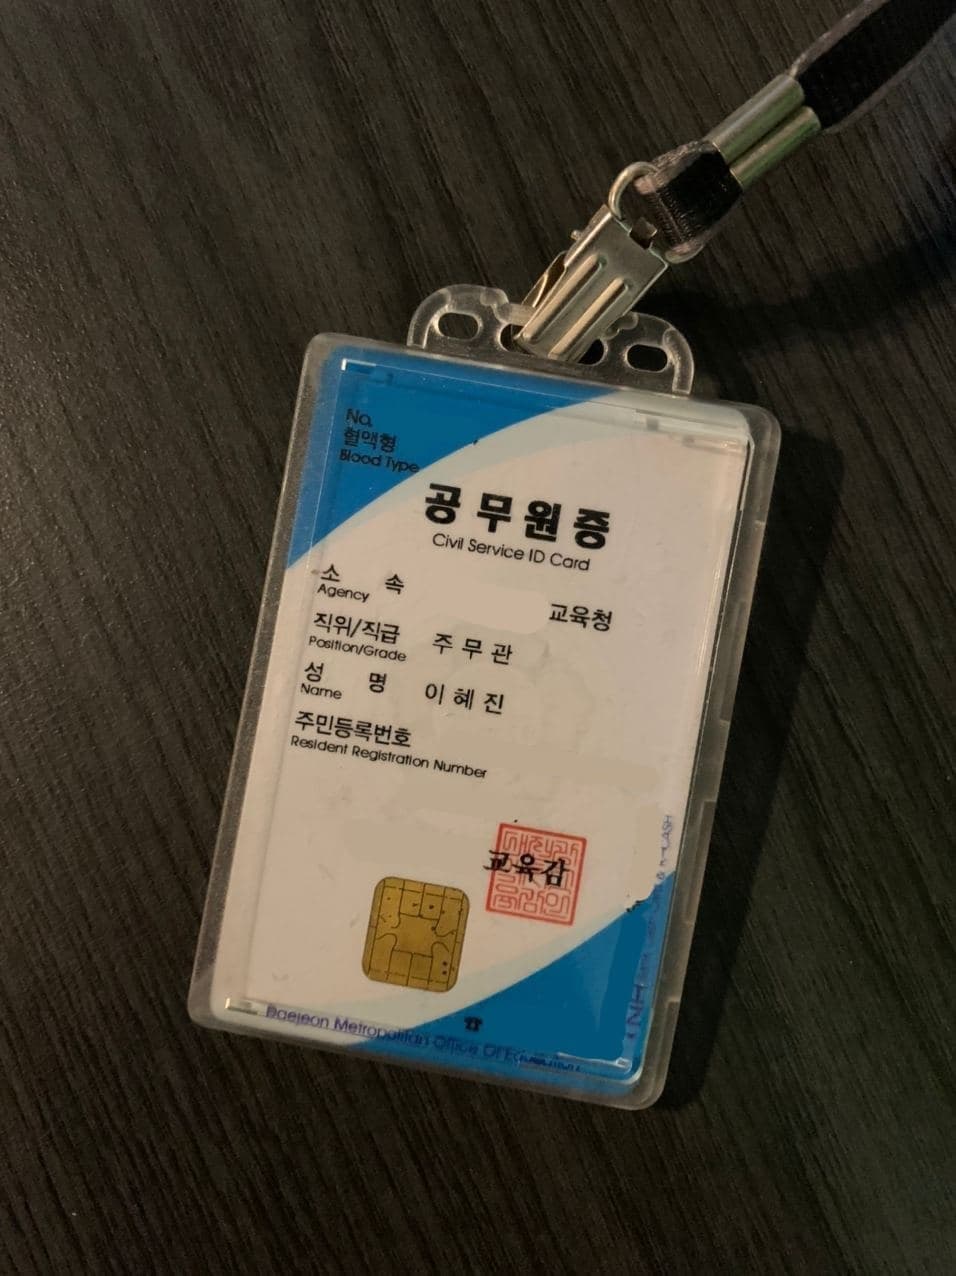 No.
혈액형
Blood Type
공무원증
Civil Service ID Card
소 속 교육청
Agency
직위/직급 주무관
Position/Grade
성 명 이혜진
Name
주민등록번호
Resident Registration Number
교육감
Daejeon Metropolitan Office Of Education